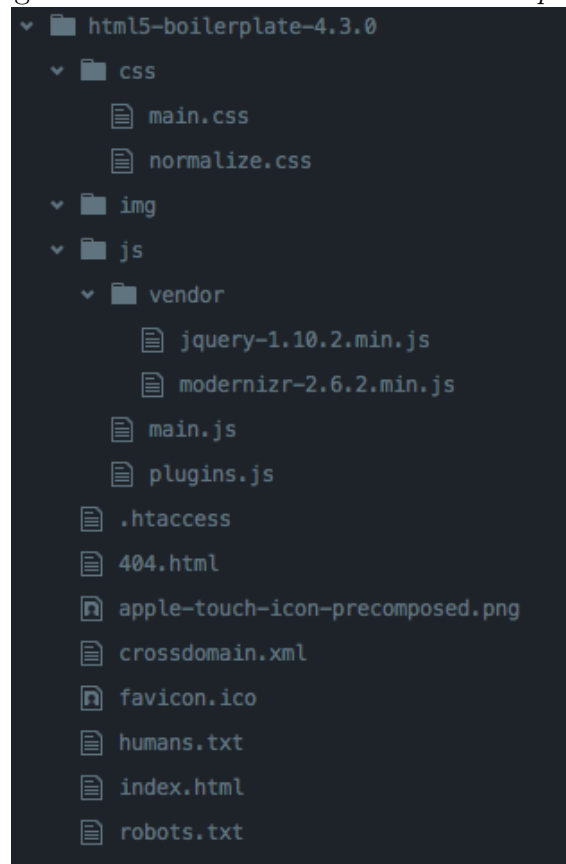 html5-boilerplate-4.3.0
css
main.css
normalize.css
img
js
vendor
jquery-1.10.2.min.js
modernizr-2.6.2.min.js
main.js
plugins.js
.htaccess
404.html
apple-touch-icon-precomposed.png
crossdomain.xml
favicon.ico
humans.txt
index.html
robots.txt